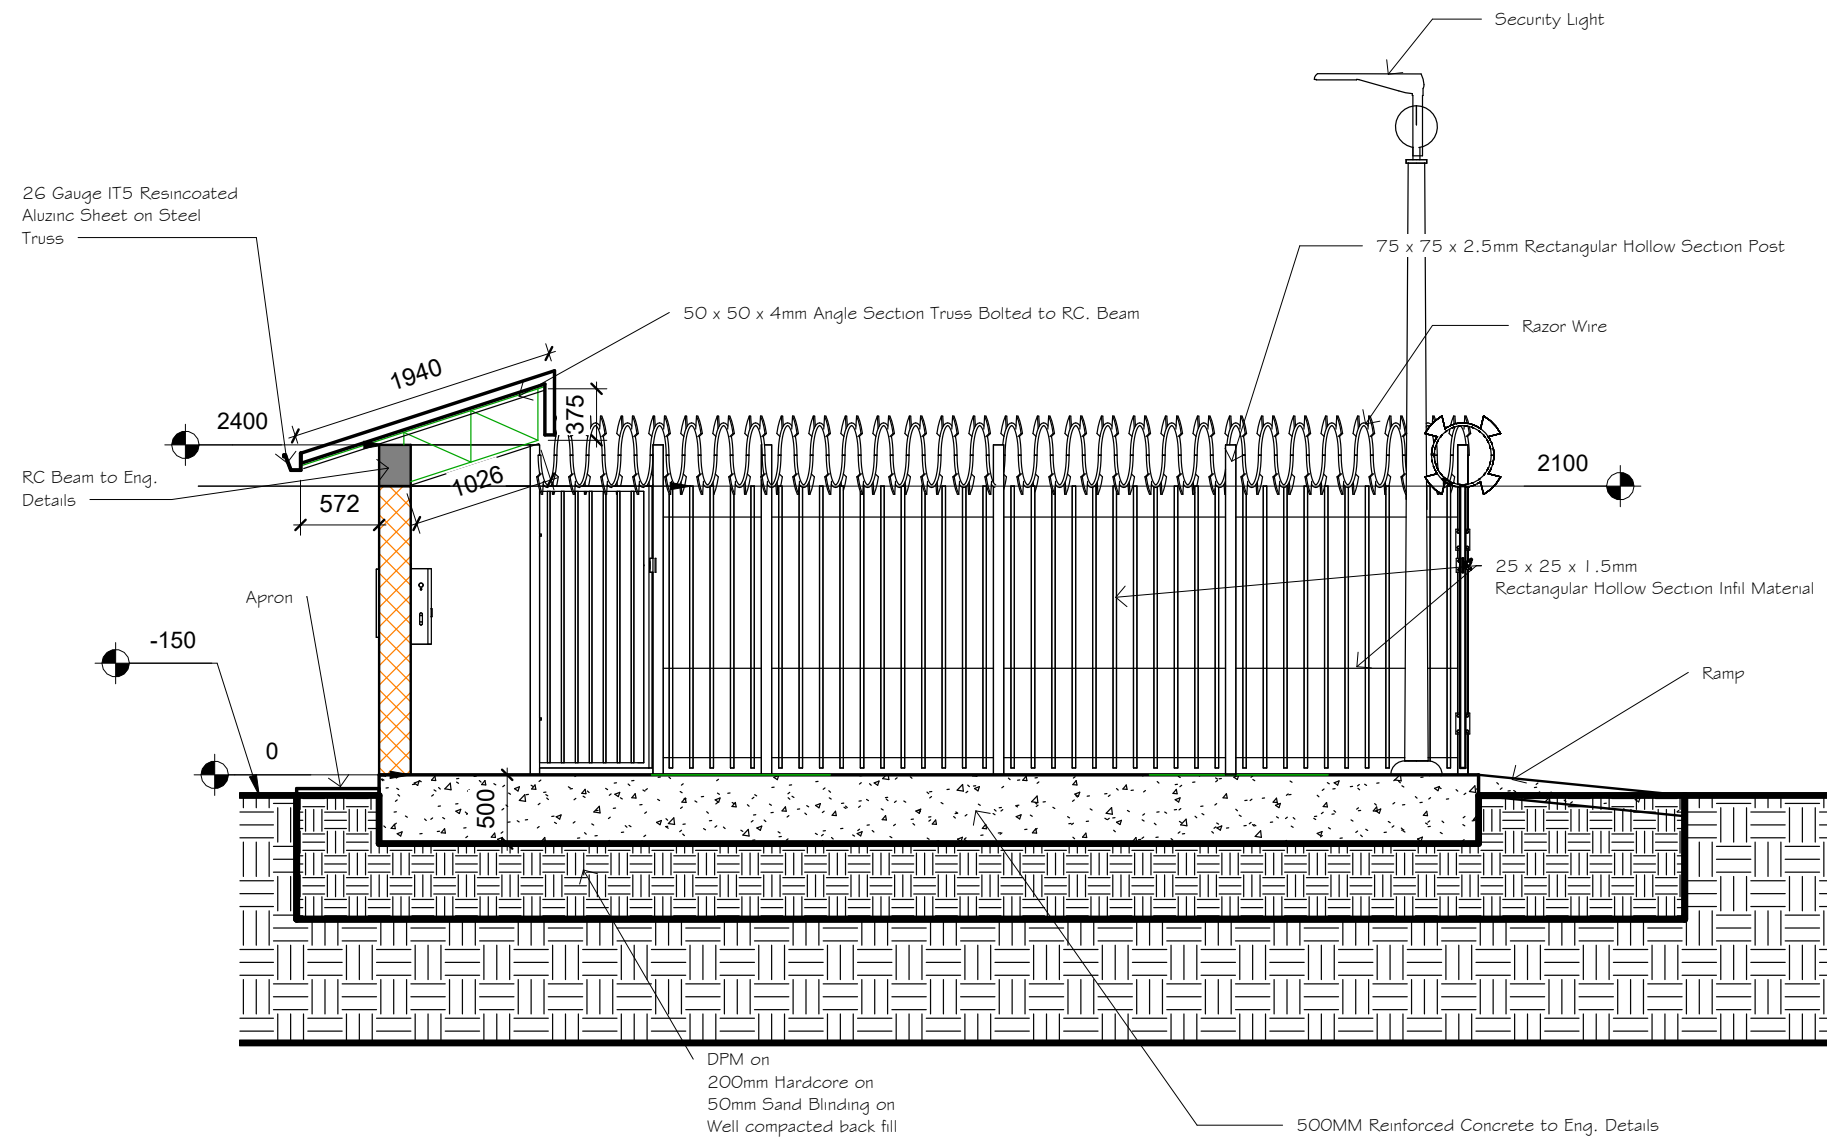 Security Light
26 Gauge IT5 Resincoated
Aluzinc Sheet on Steel
Truss
75 x 75 x 2.5mm Rectangular Hollow Section Post
50 x 50 x 4mm Angle Section Truss Bolted to RC. Beam
Razor Wire
1940
375
2400
2100
RC Beam to Eng.
Details
1026
572
25 x 25 x 1.5mm
Rectangular Hollow Section Infil Material
Apron
-150
Ramp
0
500
DPM on
200mm Hardcore on
50mm Sand Blinding on
Well compacted back fill
500MM Reinforced Concrete to Eng. Details